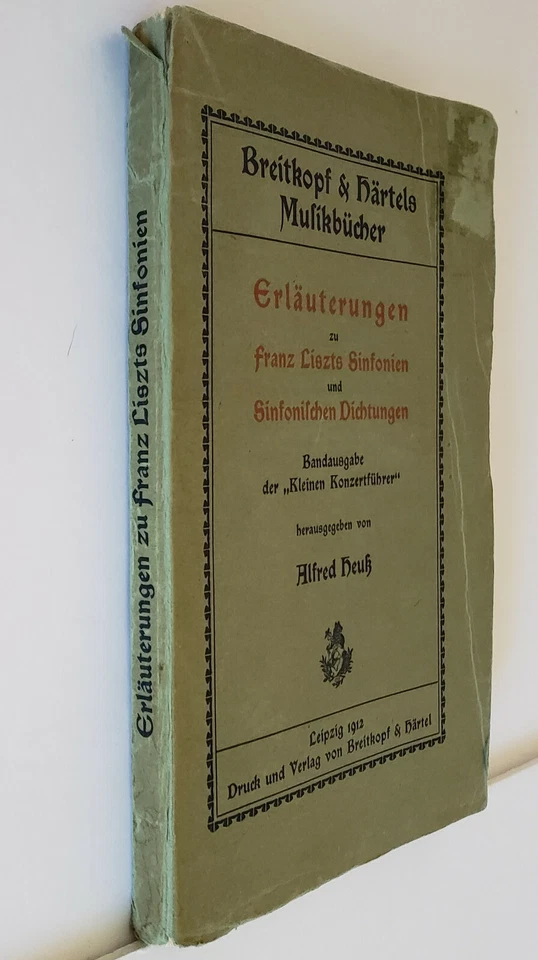 Erläuterungen zu Franz Liszts Sinfonien
Breitkopf & Härtels
Muſikbücher
Erläuterungen
zu
Franz Liszts Sinfonien
und
Sinfoniſchen Dichtungen
Bandausgabe
der „Kleinen Konzertführer“
herausgegeben von
Alfred Heuß
Leipzig 1912
Druck und Verlag von Breitkopf & Härtel